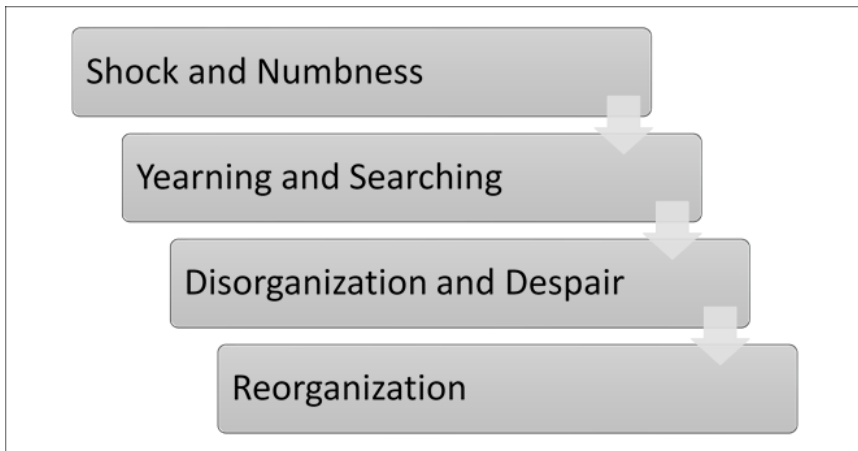 Shock and Numbness
Yearning and Searching
Disorganization and Despair
Reorganization